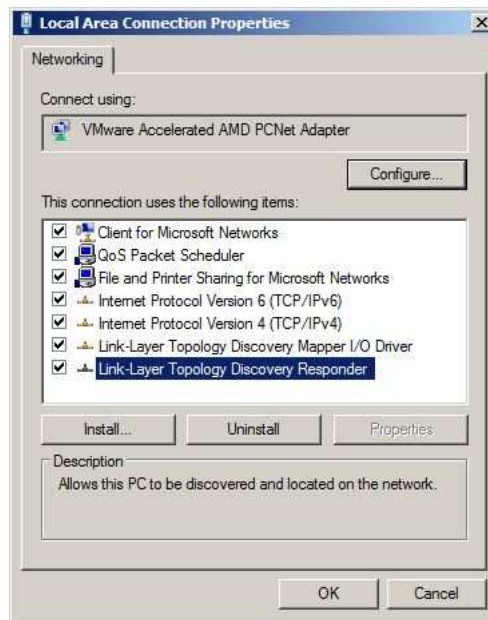 Local Area Connection Properties
Networking
Connect using:
VMware Accelerated AMD PCNet Adapter
Configure...
This connection uses the following items:
Client for Microsoft Networks
QoS Packet Scheduler
File and Printer Sharing for Microsoft Networks
Internet Protocol Version 6 (TCP/IPv6)
Internet Protocol Version 4 (TCP/IPv4)
Link-Layer Topology Discovery Mapper I/O Driver
Link-Layer Topology Discovery Responder
Install... Uninstall Properties
Description
Allows this PC to be discovered and located on the network.
OK Cancel